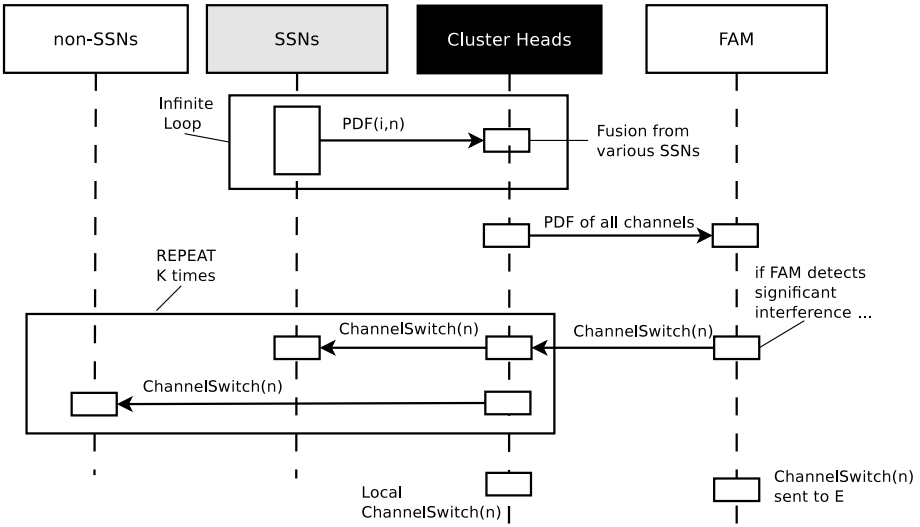 non-SSNs
SSNs
Cluster Heads
FAM
Infinite
Loop
PDF(i,n)
Fusion from
various SSNs
PDF of all channels
REPEAT
K times
if FAM detects
significant
interference ...
ChannelSwitch(n)
ChannelSwitch(n)
ChannelSwitch(n)
Local
ChannelSwitch(n)
ChannelSwitch(n)
sent to E